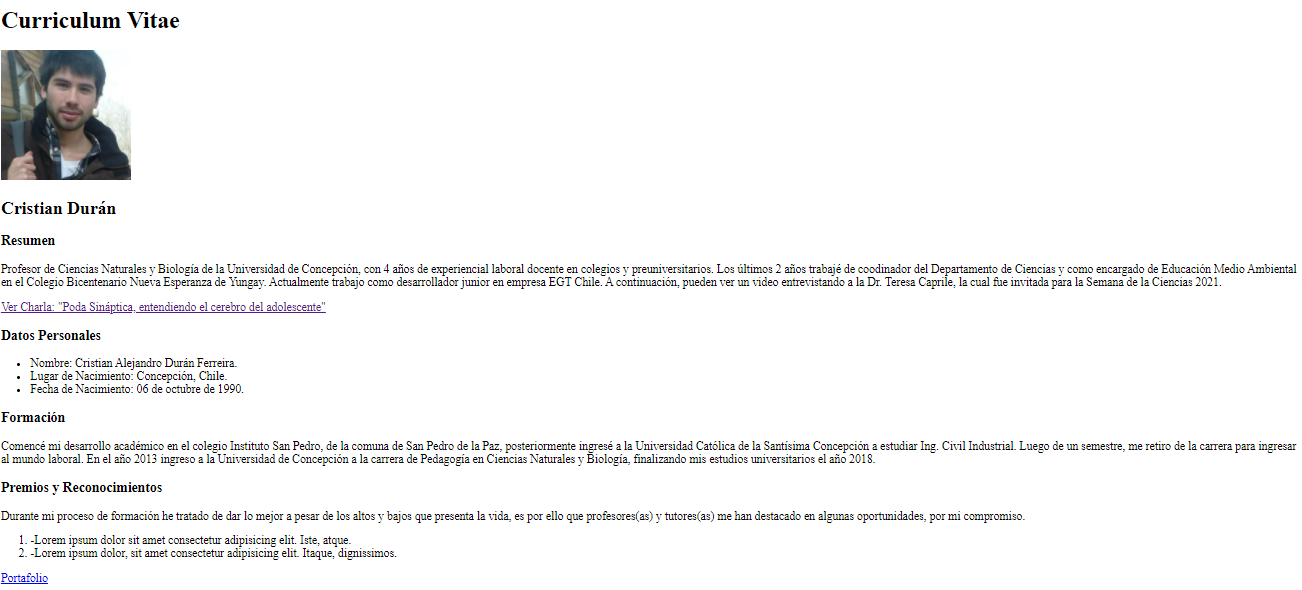 Curriculum Vitae
Cristian Durán
Resumen
Profesor de Ciencias Naturales y Biología de la Universidad de Concepción, con 4 años de experiencial laboral docente en colegios y preuniversitarios. Los últimos 2 años trabajé de coodinador del Departamento de Ciencias y como encargado de Educación Medio Ambiental
en el Colegio Bicentenario Nueva Esperanza de Yungay. Actualmente trabajo como desarrollador junior en empresa EGT Chile. A continuación, pueden ver un video entrevistando a la Dr. Teresa Caprile, la cual fue invitada para la Semana de la Ciencias 2021.
Ver Charla: "Poda Sináptica, entendiendo el cerebro del adolescente"
Datos Personales
• Nombre: Cristian Alejandro Durán Ferreira.
• Lugar de Nacimiento: Concepción, Chile.
• Fecha de Nacimiento: 06 de octubre de 1990.
Formación
Comencé mi desarrollo académico en el colegio Instituto San Pedro, de la comuna de San Pedro de la Paz, posteriormente ingresé a la Universidad Católica de la Santísima Concepción a estudiar Ing. Civil Industrial. Luego de un semestre, me retiro de la carrera para ingresar
al mundo laboral. En el año 2013 ingreso a la Universidad de Concepción a la carrera de Pedagogía en Ciencias Naturales y Biología, finalizando mis estudios universitarios el año 2018.
Premios y Reconocimientos
Durante mi proceso de formación he tratado de dar lo mejor a pesar de los altos y bajos que presenta la vida, es por ello que profesores(as) y tutores(as) me han destacado en algunas oportunidades, por mi compromiso.
1. -Lorem ipsum dolor sit amet consectetur adipisicing elit. Iste, atque.
2. -Lorem ipsum dolor, sit amet consectetur adipisicing elit. Itaque, dignissimos.
Portafolio